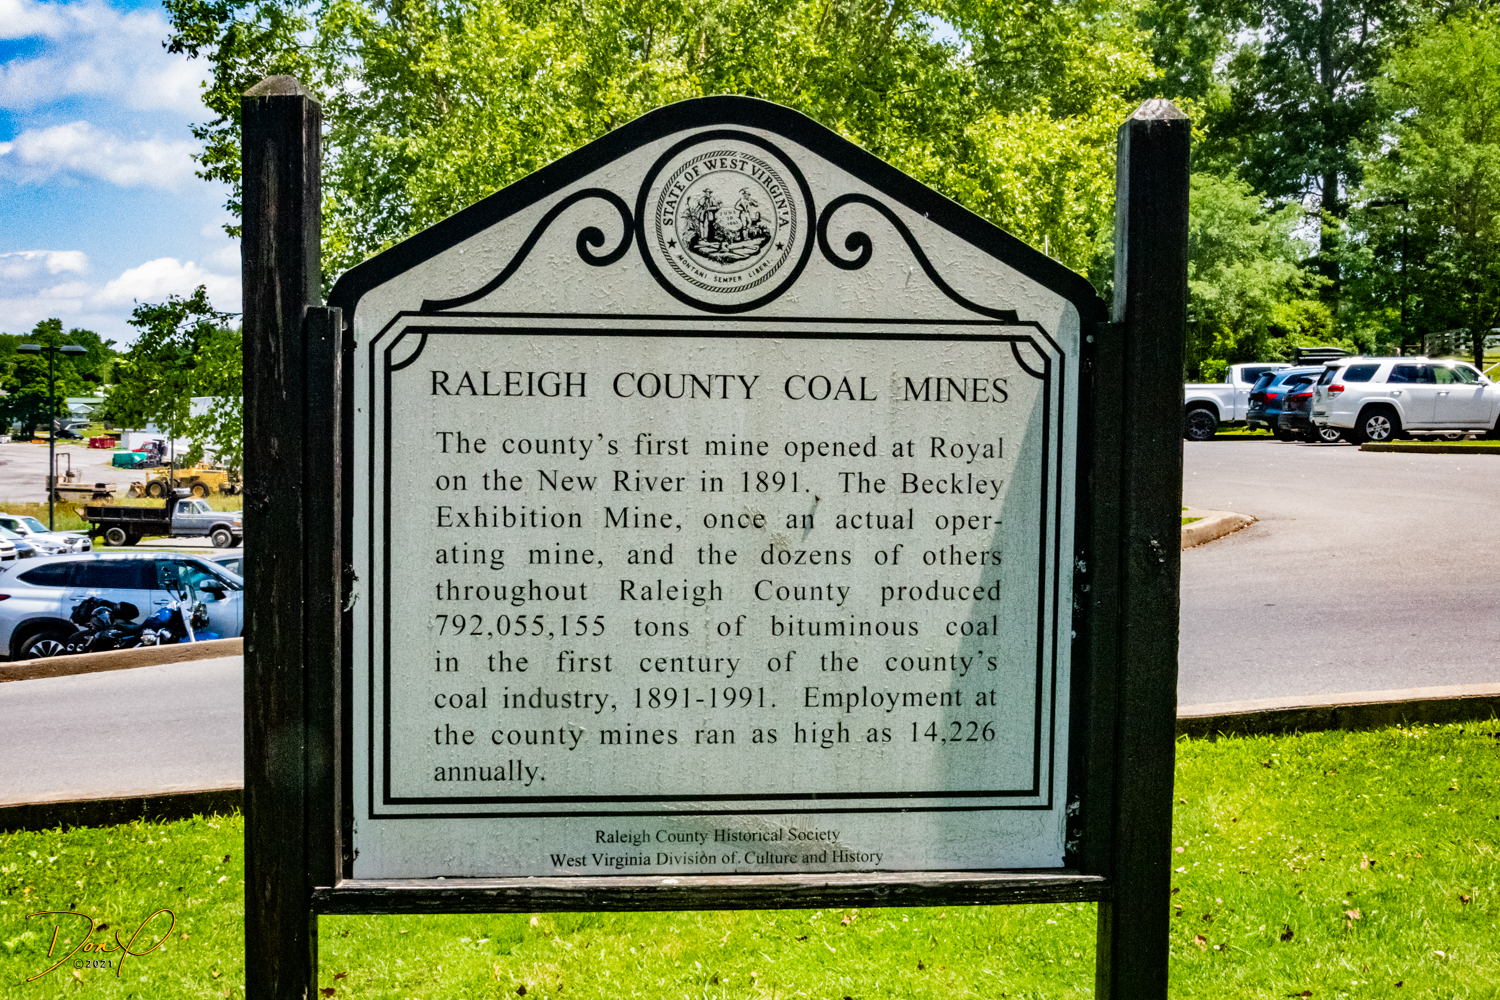 STATE OF WEST VIRGINIA
MONTANI SEMPER LIBERI
RALEIGH COUNTY COAL MINES
The county's first mine opened at Royal
on the New River in 1891. The Beckley
Exhibition Mine, once an actual oper-
ating mine, and the dozens of others
throughout Raleigh County produced
792,055,155 tons of bituminous coal
in the first century of the county's
coal industry, 1891-1991. Employment at
the county mines ran as high as 14,226
annually.
Raleigh County Historical Society
West Virginia Division of Culture and History
©2021